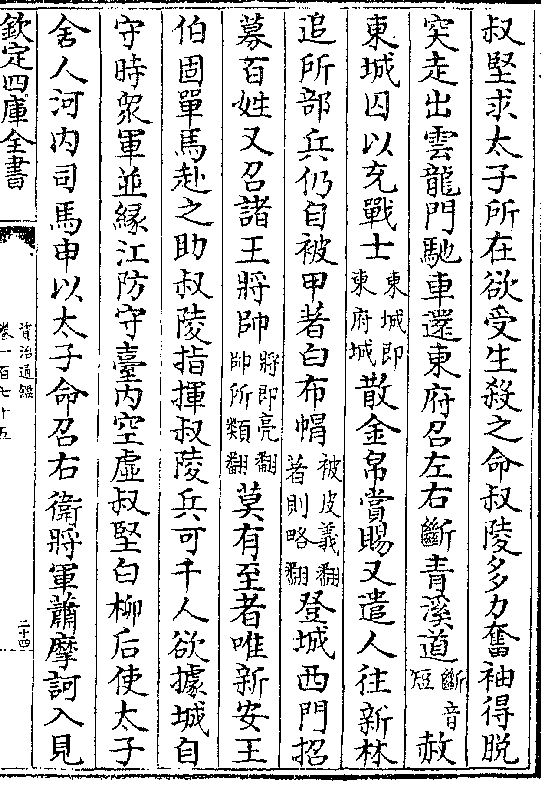 叔堅求太子所在欲受生殺之命叔陵多力奮袖得脫
突走出雲龍門馳車還東府召左右斷青溪道斷音短赦
東城囚以充戰士東城即東府城散金帛賞賜又遣人往新林
追所部兵仍自被甲著白布帽被皮義翻著則略翻登城西門招
募百姓又召諸王將帥將即亮翻帥所類翻莫有至者唯新安王
伯固單馬赴之助叔陵指揮叔陵兵可千人欲據城自
守時衆軍並緣江防守臺內空虛叔堅白柳后使太子
舍人河內司馬申以太子命召右衛將軍蕭摩訶入見
欽定四庫全書
資治通鑑
卷一百七十五
二十四